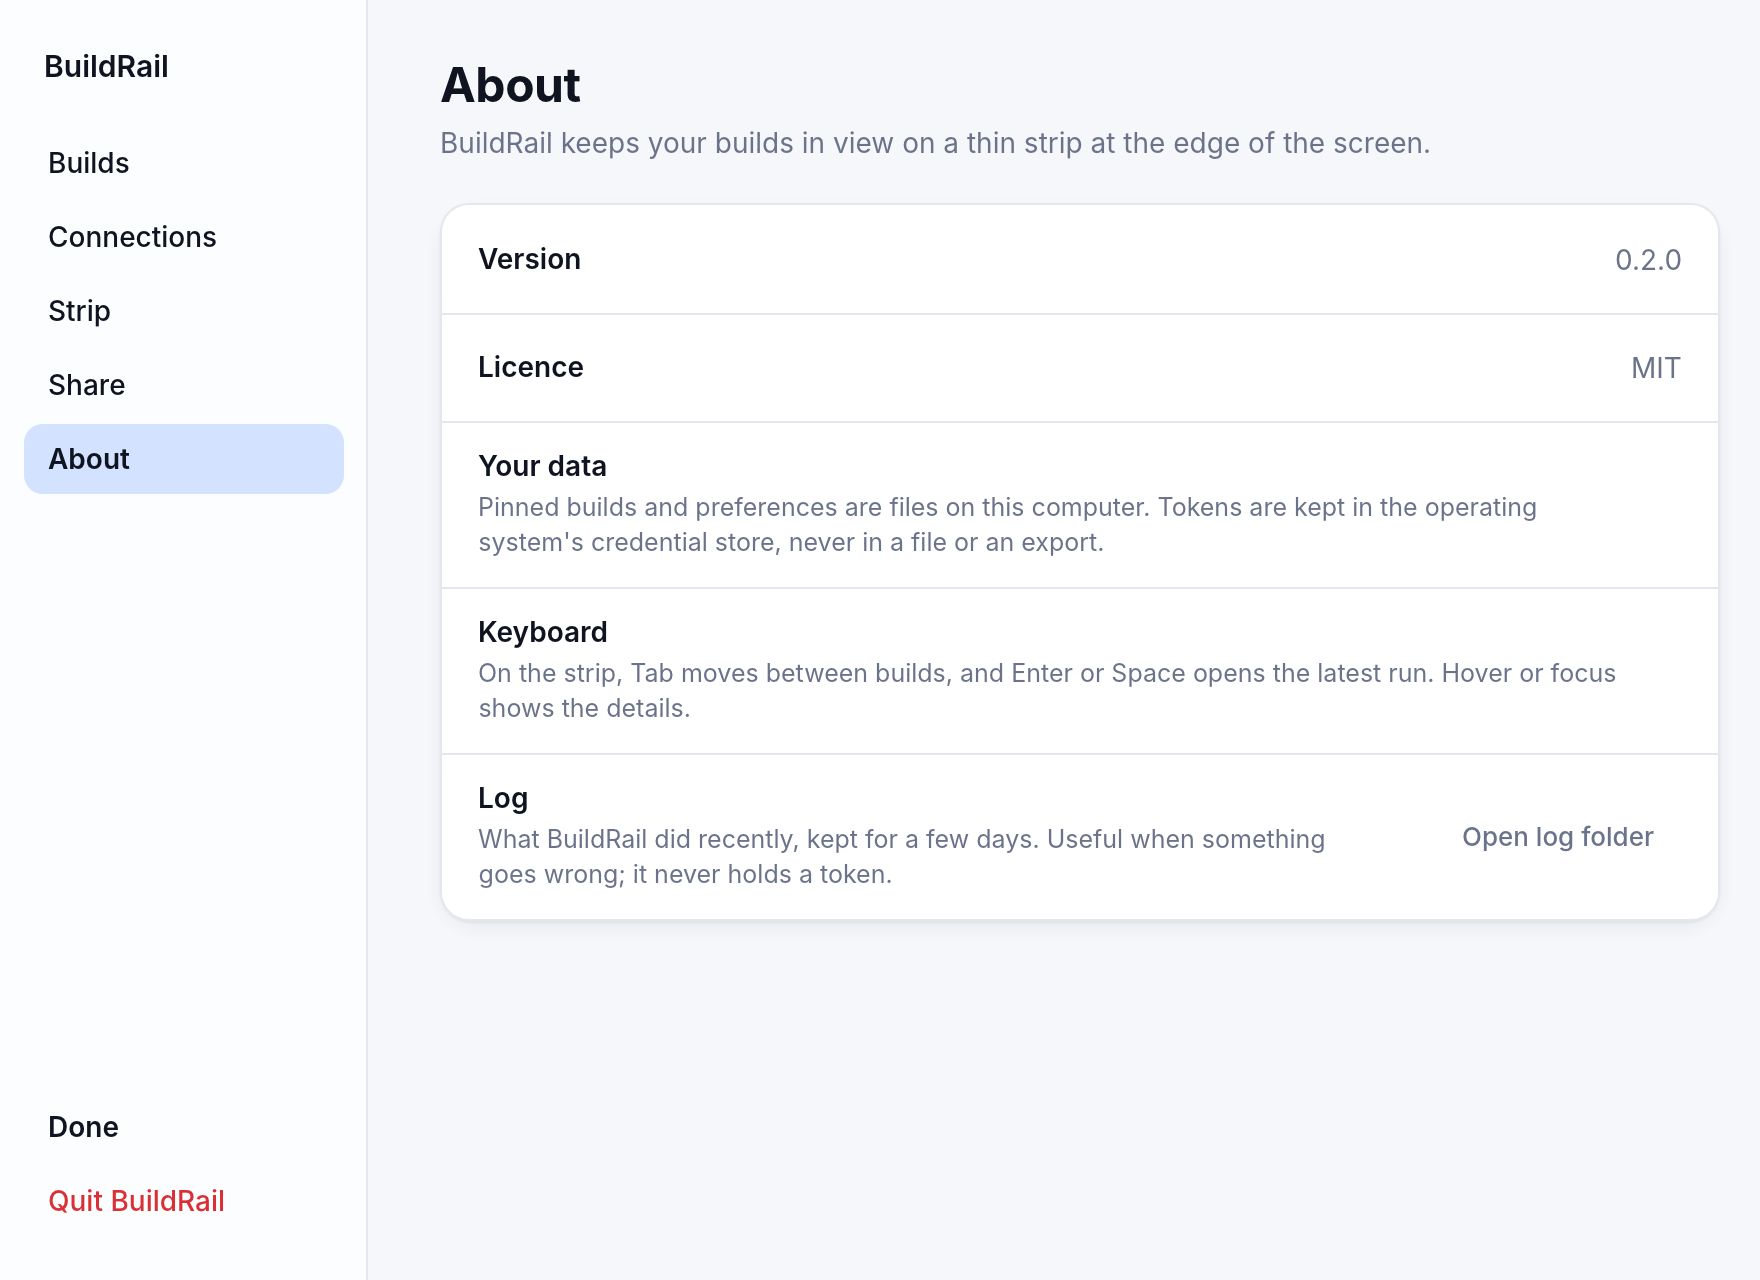 BuildRail
Builds
Connections
Strip
Share
About
Done
Quit BuildRail
About
BuildRail keeps your builds in view on a thin strip at the edge of the screen.
Version
0.2.0
Licence
MIT
Your data
Pinned builds and preferences are files on this computer. Tokens are kept in the operating
system's credential store, never in a file or an export.
Keyboard
On the strip, Tab moves between builds, and Enter or Space opens the latest run. Hover or focus
shows the details.
Log
What BuildRail did recently, kept for a few days. Useful when something
goes wrong; it never holds a token.
Open log folder